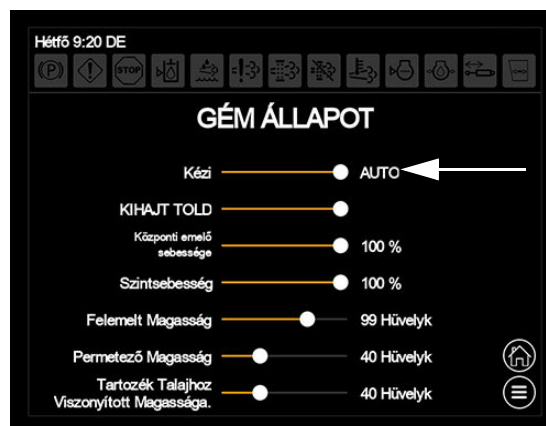 Hétfő 9:20 DE
STOP
GÉM ÁLLAPOT
Kézi AUTO
KIHAJT TOLD
Központi emelő
sebessége 100 %
Szintsebesség 100 %
Felemelt Magasság 99 Hüvelyk
Permetező Magasság 40 Hüvelyk
Tartozék Talajhoz
Viszonyított Magassága. 40 Hüvelyk